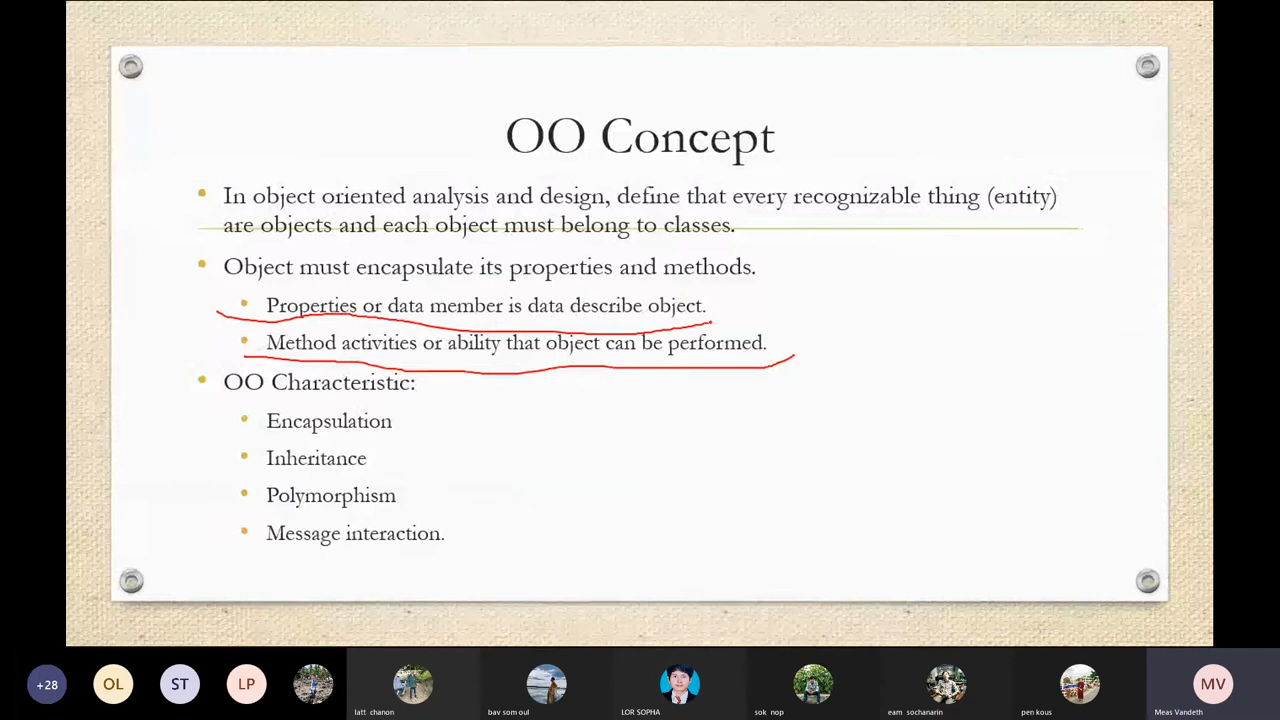 OO Concept
In object oriented analysis and design, define that every recognizable thing (entity)
are objects and each object must belong to classes.
Object must encapsulate its properties and methods.
Properties or data member is data describe object.
Method activities or ability that object can be performed.
OO Characteristic:
Encapsulation
Inheritance
Polymorphism
Message interaction.
+28 OL ST LP MV
latt chanon bav som oul LOR SOPHA sok nop eam sochanarin pen kous Meas Vandeth